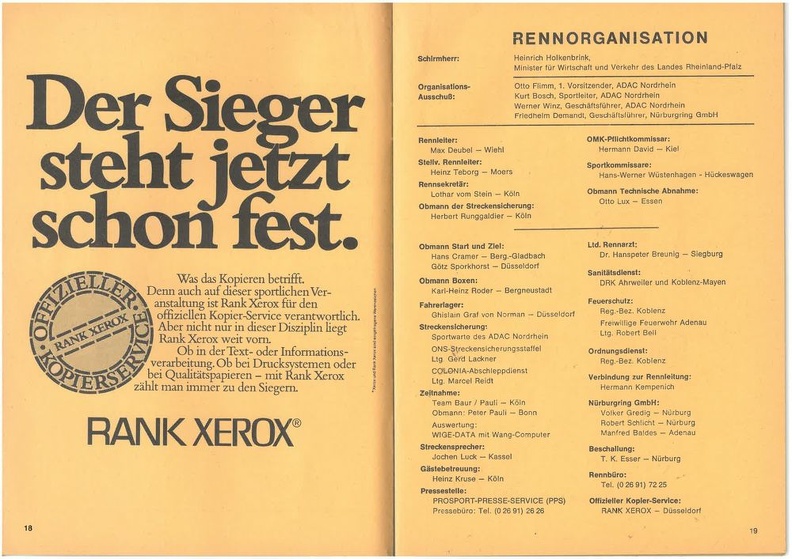 Der Sieger
steht jetzt
schon fest.
Was das Kopieren betrifft.
Denn auch auf dieser sportlichen Ver-
anstaltung ist Rank Xerox für den
offiziellen Kopier-Service verantwortlich.
Aber nicht nur in dieser Disziplin liegt
Rank Xerox weit vorn.
Ob in der Text- oder Informations-
verarbeitung. Ob bei Drucksystemen oder
bei Qualitätspapieren – mit Rank Xerox
zählt man immer zu den Siegern.
OFFIZIELLER
RANK XEROX
KOPIERSERVICE
RANK XEROX®
18
RENNORGANISATION
Schirmherr:
Heinrich Holkenbrink,
Minister für Wirtschaft und Verkehr des Landes Rheinland-Pfalz
Organisations-
Ausschuß:
Otto Flimm, 1. Vorsitzender, ADAC Nordrhein
Kurt Bosch, Sportleiter, ADAC Nordrhein
Werner Winz, Geschäftsführer, ADAC Nordrhein
Friedhelm Demandt, Geschäftsführer, Nürburgring GmbH
Rennleiter:
Max Deubel – Wiehl
Stellv. Rennleiter:
Heinz Teborg – Moers
Rennsekretär:
Lothar vom Stein – Köln
Obmann der Streckensicherung:
Herbert Runggaldier – Köln
OMK-Pflichtkommissar:
Hermann David – Kiel
Sportkommissare:
Hans-Werner Wüstenhagen - Hückeswagen
Obmann Technische Abnahme:
Otto Lux – Essen
Obmann Start und Ziel:
Hans Cramer – Berg.-Gladbach
Götz Sporkhorst – Düsseldorf
Obmann Boxen:
Karl-Heinz Roder – Bergneustadt
Fahrerlager:
Ghislain Graf von Norman – Düsseldorf
Streckensicherung:
Sportwarte des ADAC Nordrhein
ONS-Streckensicherungsstaffel
Ltg. Gerd Lackner
COLONIA-Abschleppdienst
Ltg. Marcel Reidt
Zeitnahme:
Team Baur / Pauli – Köln
Obmann: Peter Pauli – Bonn
Auswertung:
WIGE-DATA mit Wang-Computer
Streckensprecher:
Jochen Luck – Kassel
Gästebetreuung:
Heinz Kruse – Köln
Pressestelle:
PROSPORT-PRESSE-SERVICE (PPS)
Pressebüro: Tel. (0 26 91) 26 26
Ltd. Rennarzt:
Dr. Hanspeter Breunig – Siegburg
Sanitätsdienst:
DRK Ahrweiler und Koblenz-Mayen
Feuerschutz:
Reg.-Bez. Koblenz
Freiwillige Feuerwehr Adenau
Ltg. Robert Bell
Ordnungsdienst:
Reg.-Bez. Koblenz
Verbindung zur Rennleitung:
Hermann Kempenich
Nürburgring GmbH:
Volker Gredig – Nürburg
Robert Schlicht – Nürburg
Manfred Baldes – Adenau
Beschallung:
T. K. Esser – Nürburg
Rennbüro:
Tel. (0 26 91) 72 25
Offizieller Kopier-Service:
RANK XEROX – Düsseldorf
19